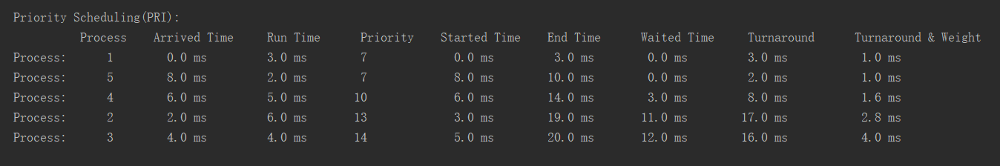 Priority Scheduling(PRI):
Process Arrived Time Run Time Priority Started Time End Time Waited Time Turnaround Turnaround & Weight
Process: 1 0.0 ms 3.0 ms 7 0.0 ms 3.0 ms 0.0 ms 3.0 ms 1.0 ms
Process: 5 8.0 ms 2.0 ms 7 8.0 ms 10.0 ms 0.0 ms 2.0 ms 1.0 ms
Process: 4 6.0 ms 5.0 ms 10 6.0 ms 14.0 ms 3.0 ms 8.0 ms 1.6 ms
Process: 2 2.0 ms 6.0 ms 13 3.0 ms 19.0 ms 11.0 ms 17.0 ms 2.8 ms
Process: 3 4.0 ms 4.0 ms 14 5.0 ms 20.0 ms 12.0 ms 16.0 ms 4.0 ms